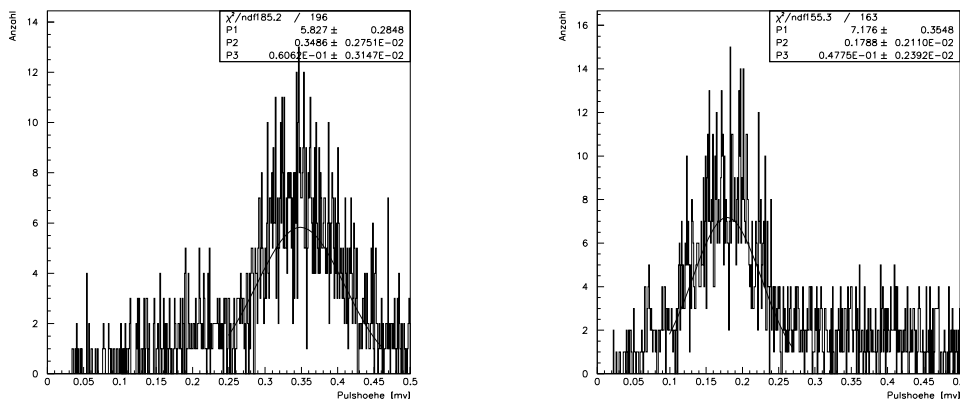 χ²/ndf185.2 / 196
P1 5.827 ± 0.2848
P2 0.3486 ± 0.2751E-02
P3 0.6062E-01 ± 0.3147E-02
Anzahl
14
12
10
8
6
4
2
0
0 0.05 0.1 0.15 0.2 0.25 0.3 0.35 0.4 0.45 0.5
Pulshoehe [mv]
χ²/ndf155.3 / 163
P1 7.176 ± 0.3548
P2 0.1788 ± 0.2110E-02
P3 0.4775E-01 ± 0.2392E-02
Anzahl
16
14
12
10
8
6
4
2
0
0 0.05 0.1 0.15 0.2 0.25 0.3 0.35 0.4 0.45 0.5
Pulshoehe [mv]